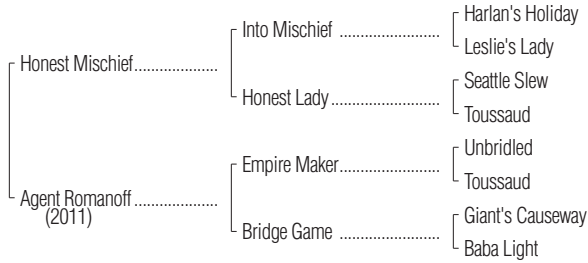 Harlan's Holiday
Into Mischief
Leslie's Lady
Honest Mischief
Seattle Slew
Honest Lady
Toussaud
Unbridled
Empire Maker
Toussaud
Agent Romanoff
(2011)
Giant's Causeway
Bridge Game
Baba Light